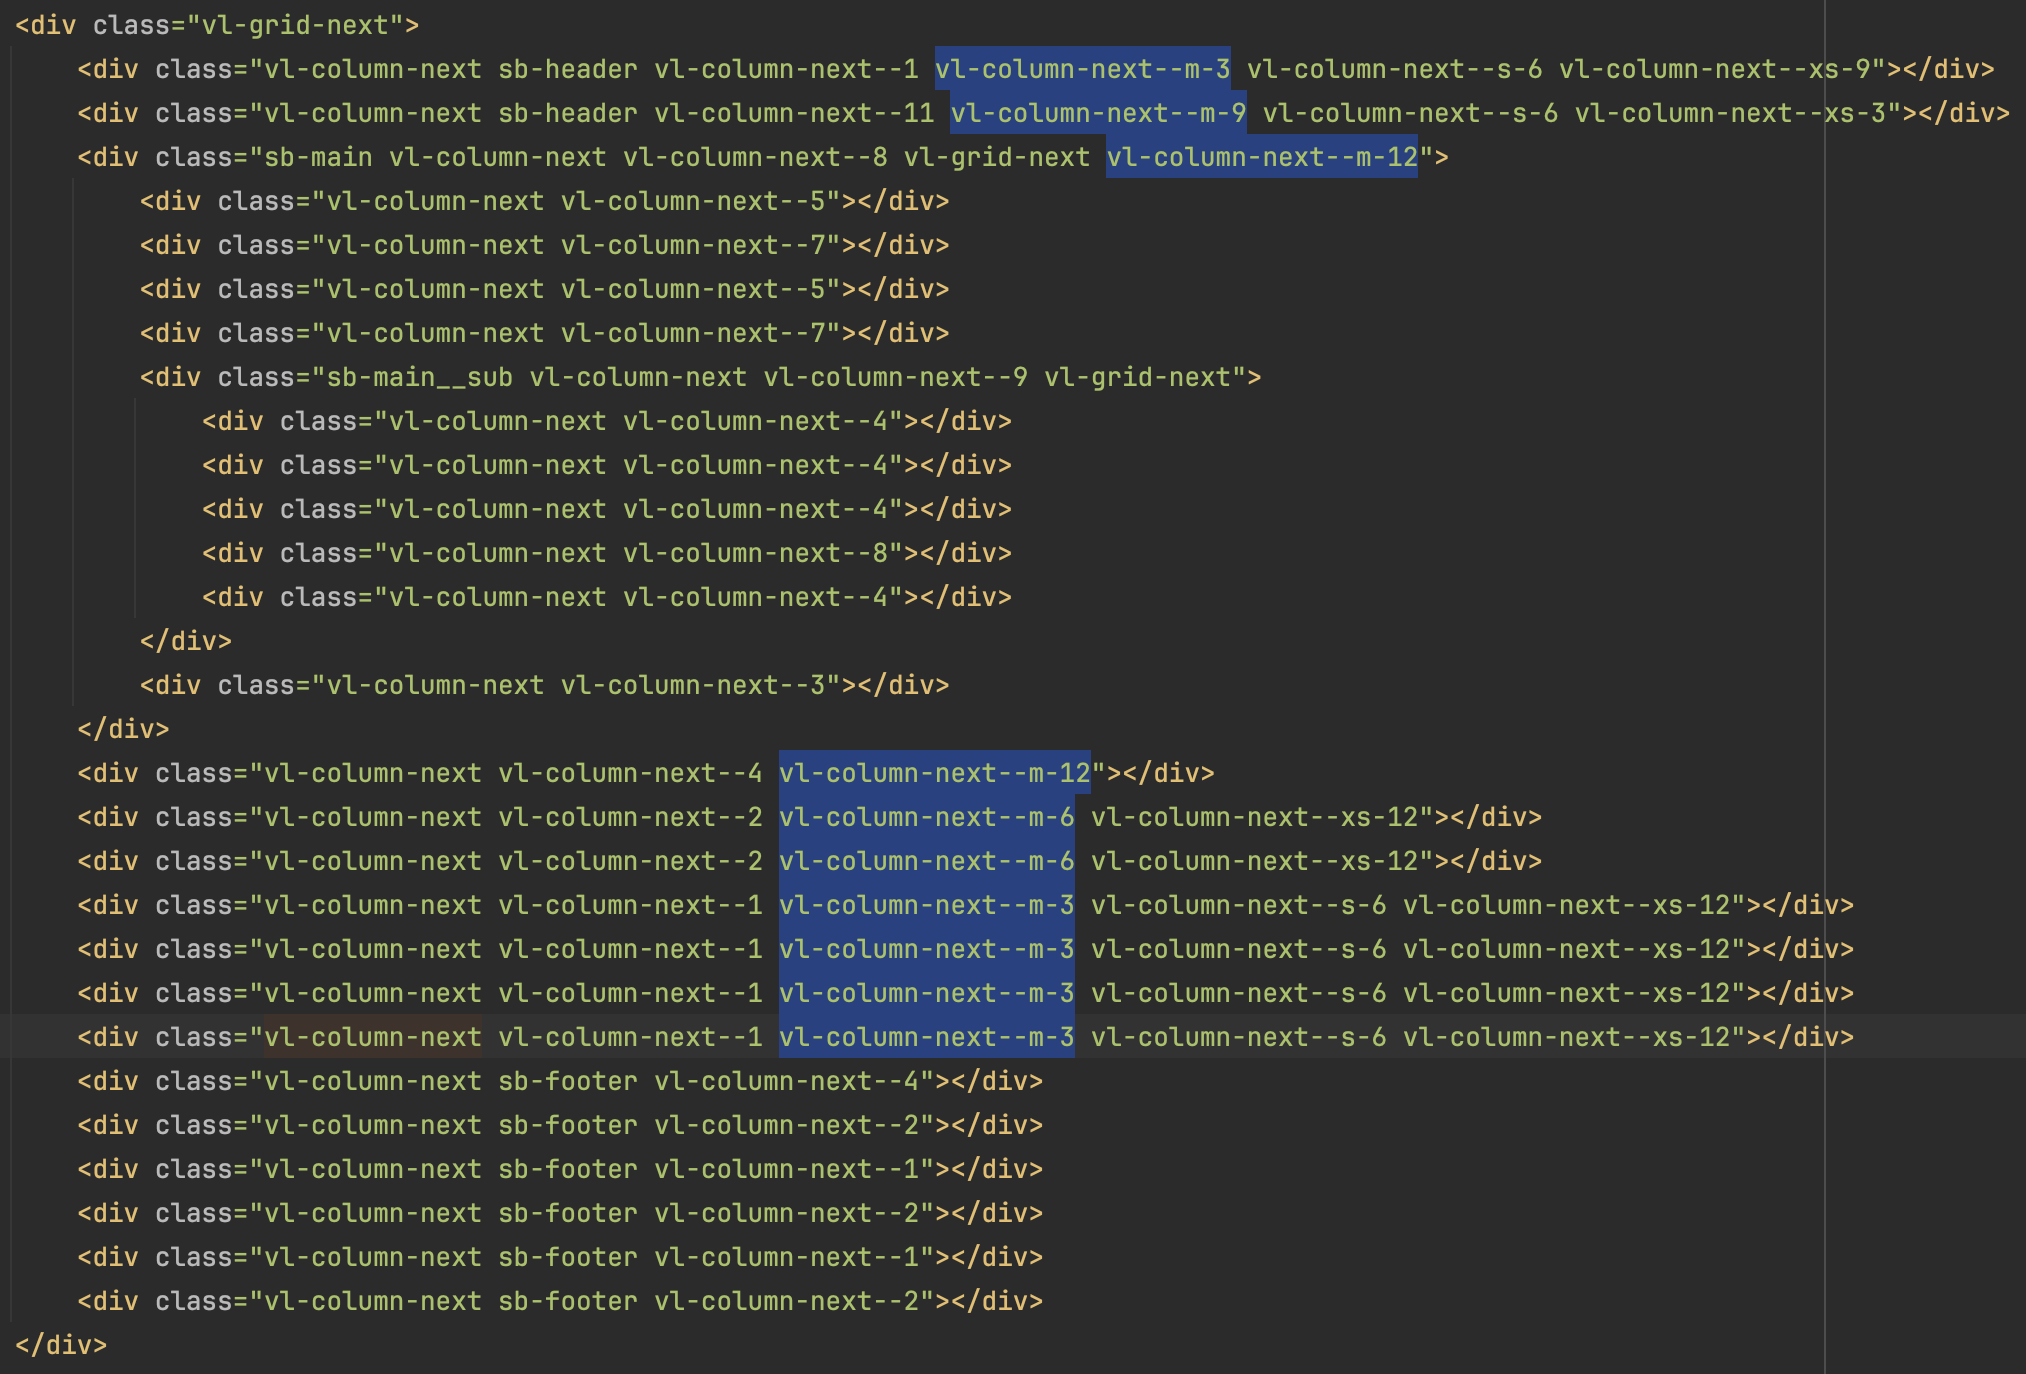 <div class="vl-grid-next">
    <div class="vl-column-next sb-header vl-column-next--1 vl-column-next--m-3 vl-column-next--s-6 vl-column-next--xs-9"></div>
    <div class="vl-column-next sb-header vl-column-next--11 vl-column-next--m-9 vl-column-next--s-6 vl-column-next--xs-3"></div>
    <div class="sb-main vl-column-next vl-column-next--8 vl-grid-next vl-column-next--m-12">
        <div class="vl-column-next vl-column-next--5"></div>
        <div class="vl-column-next vl-column-next--7"></div>
        <div class="vl-column-next vl-column-next--5"></div>
        <div class="vl-column-next vl-column-next--7"></div>
        <div class="sb-main__sub vl-column-next vl-column-next--9 vl-grid-next">
            <div class="vl-column-next vl-column-next--4"></div>
            <div class="vl-column-next vl-column-next--4"></div>
            <div class="vl-column-next vl-column-next--4"></div>
            <div class="vl-column-next vl-column-next--8"></div>
            <div class="vl-column-next vl-column-next--4"></div>
        </div>
        <div class="vl-column-next vl-column-next--3"></div>
    </div>
    <div class="vl-column-next vl-column-next--4 vl-column-next--m-12"></div>
    <div class="vl-column-next vl-column-next--2 vl-column-next--m-6 vl-column-next--xs-12"></div>
    <div class="vl-column-next vl-column-next--2 vl-column-next--m-6 vl-column-next--xs-12"></div>
    <div class="vl-column-next vl-column-next--1 vl-column-next--m-3 vl-column-next--s-6 vl-column-next--xs-12"></div>
    <div class="vl-column-next vl-column-next--1 vl-column-next--m-3 vl-column-next--s-6 vl-column-next--xs-12"></div>
    <div class="vl-column-next vl-column-next--1 vl-column-next--m-3 vl-column-next--s-6 vl-column-next--xs-12"></div>
    <div class="vl-column-next vl-column-next--1 vl-column-next--m-3 vl-column-next--s-6 vl-column-next--xs-12"></div>
    <div class="vl-column-next sb-footer vl-column-next--4"></div>
    <div class="vl-column-next sb-footer vl-column-next--2"></div>
    <div class="vl-column-next sb-footer vl-column-next--1"></div>
    <div class="vl-column-next sb-footer vl-column-next--2"></div>
    <div class="vl-column-next sb-footer vl-column-next--1"></div>
    <div class="vl-column-next sb-footer vl-column-next--2"></div>
</div>